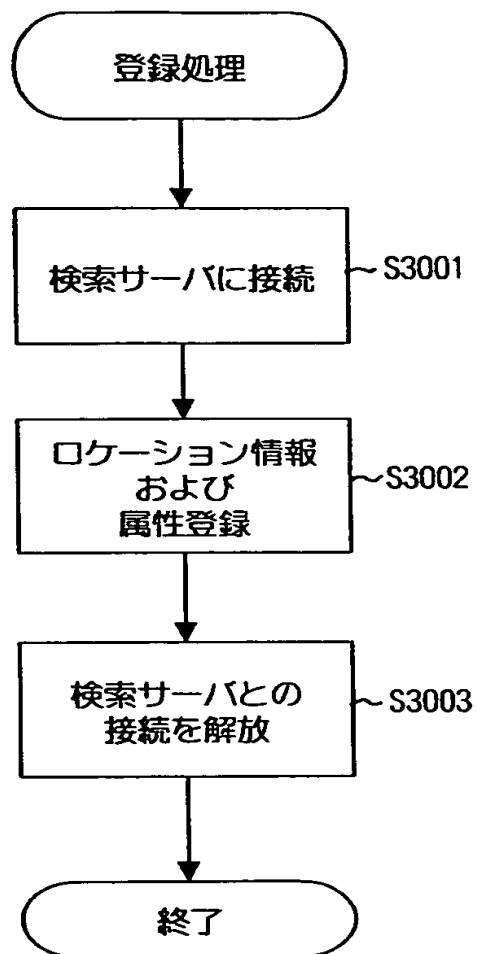 登録処理
検索サーバに接続
S3001
ロケーション情報
および
属性登録
S3002
検索サーバとの
接続を解放
S3003
終了